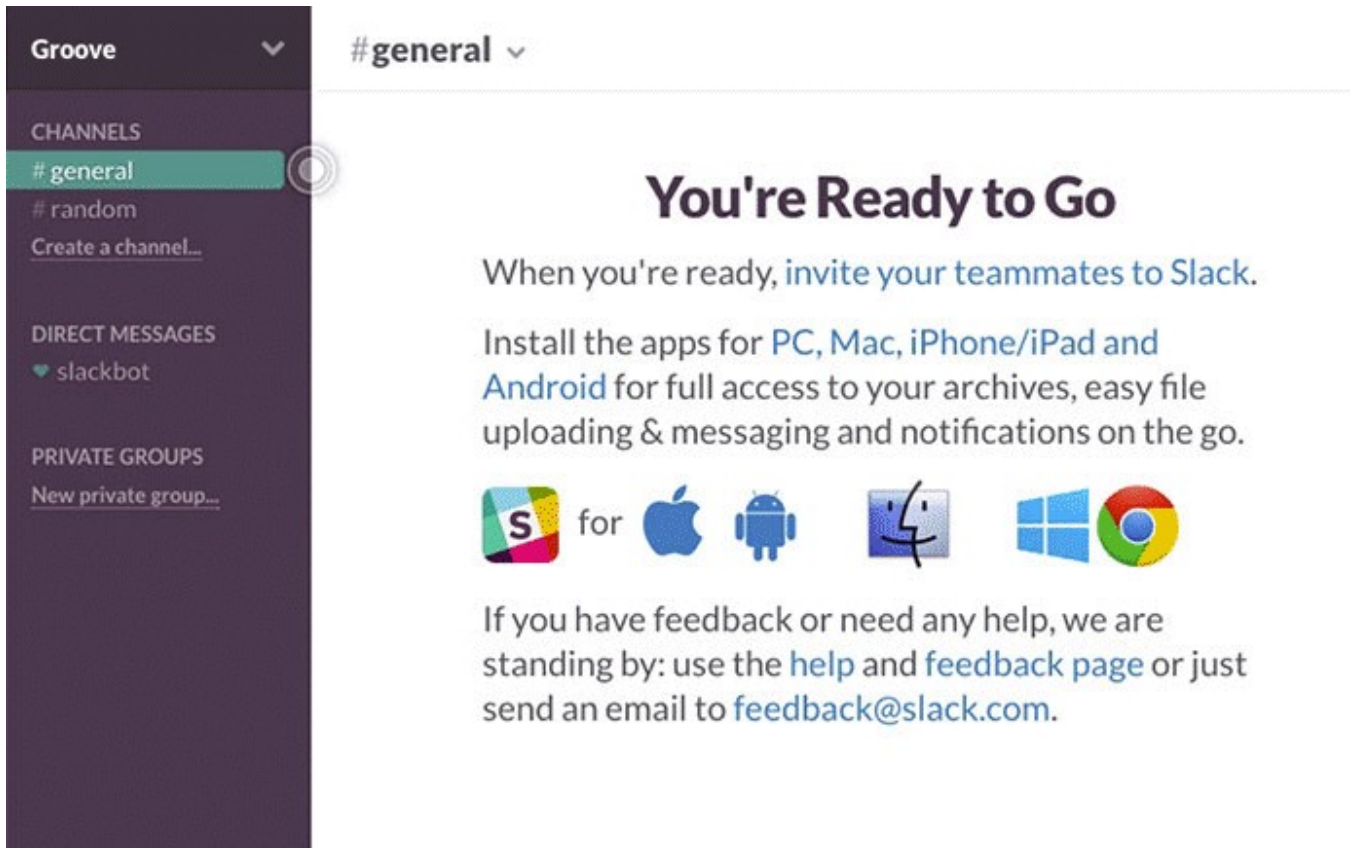 Groove
CHANNELS
#general
#random
Create a channel...
DIRECT MESSAGES
slackbot
PRIVATE GROUPS
New private group...
#general
You're Ready to Go
When you're ready, invite your teammates to Slack.
Install the apps for PC, Mac, iPhone/iPad and
Android for full access to your archives, easy file
uploading & messaging and notifications on the go.
S for
If you have feedback or need any help, we are
standing by: use the help and feedback page or just
send an email to feedback@slack.com.